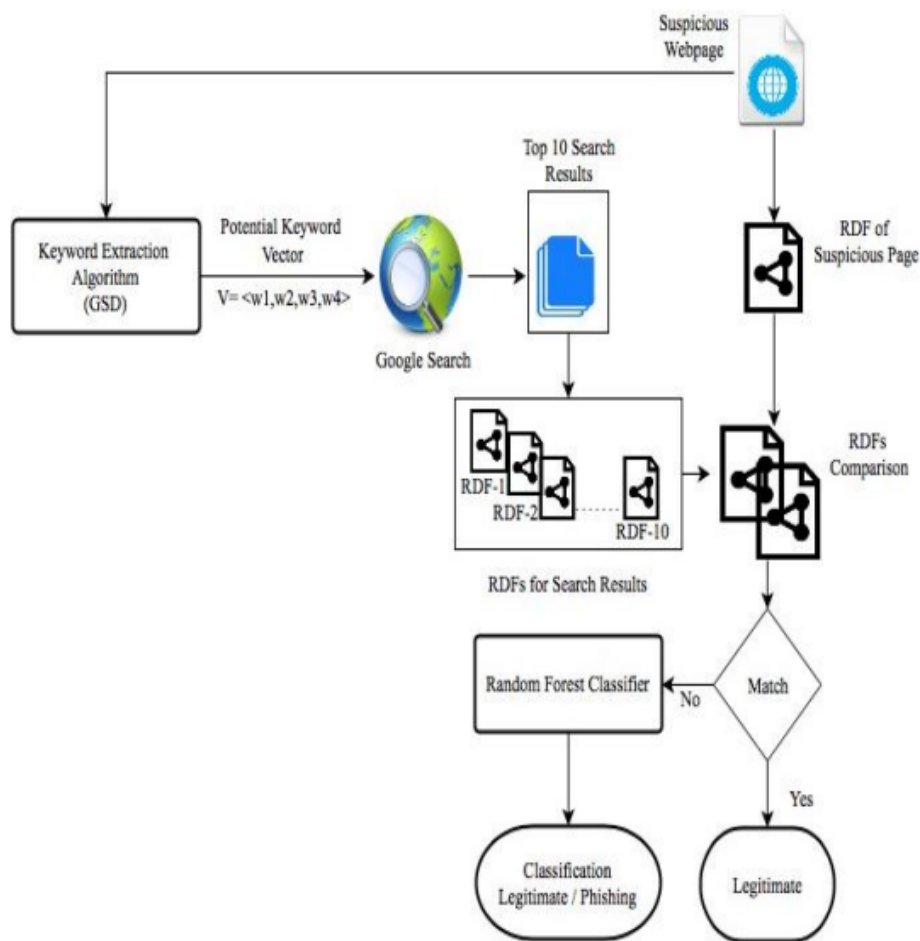 Suspicious
Webpage
Top 10 Search
Results
Potential Keyword
Vector
V= <w1,w2,w3,w4>
Keyword Extraction
Algorithm
(GSD)
Google Search
RDF of
Suspicious Page
RDF-1
RDF-2
RDF-10
RDFs
Comparison
RDFs for Search Results
Random Forest Classifier
No
Match
Yes
Classification
Legitimate / Phishing
Legitimate